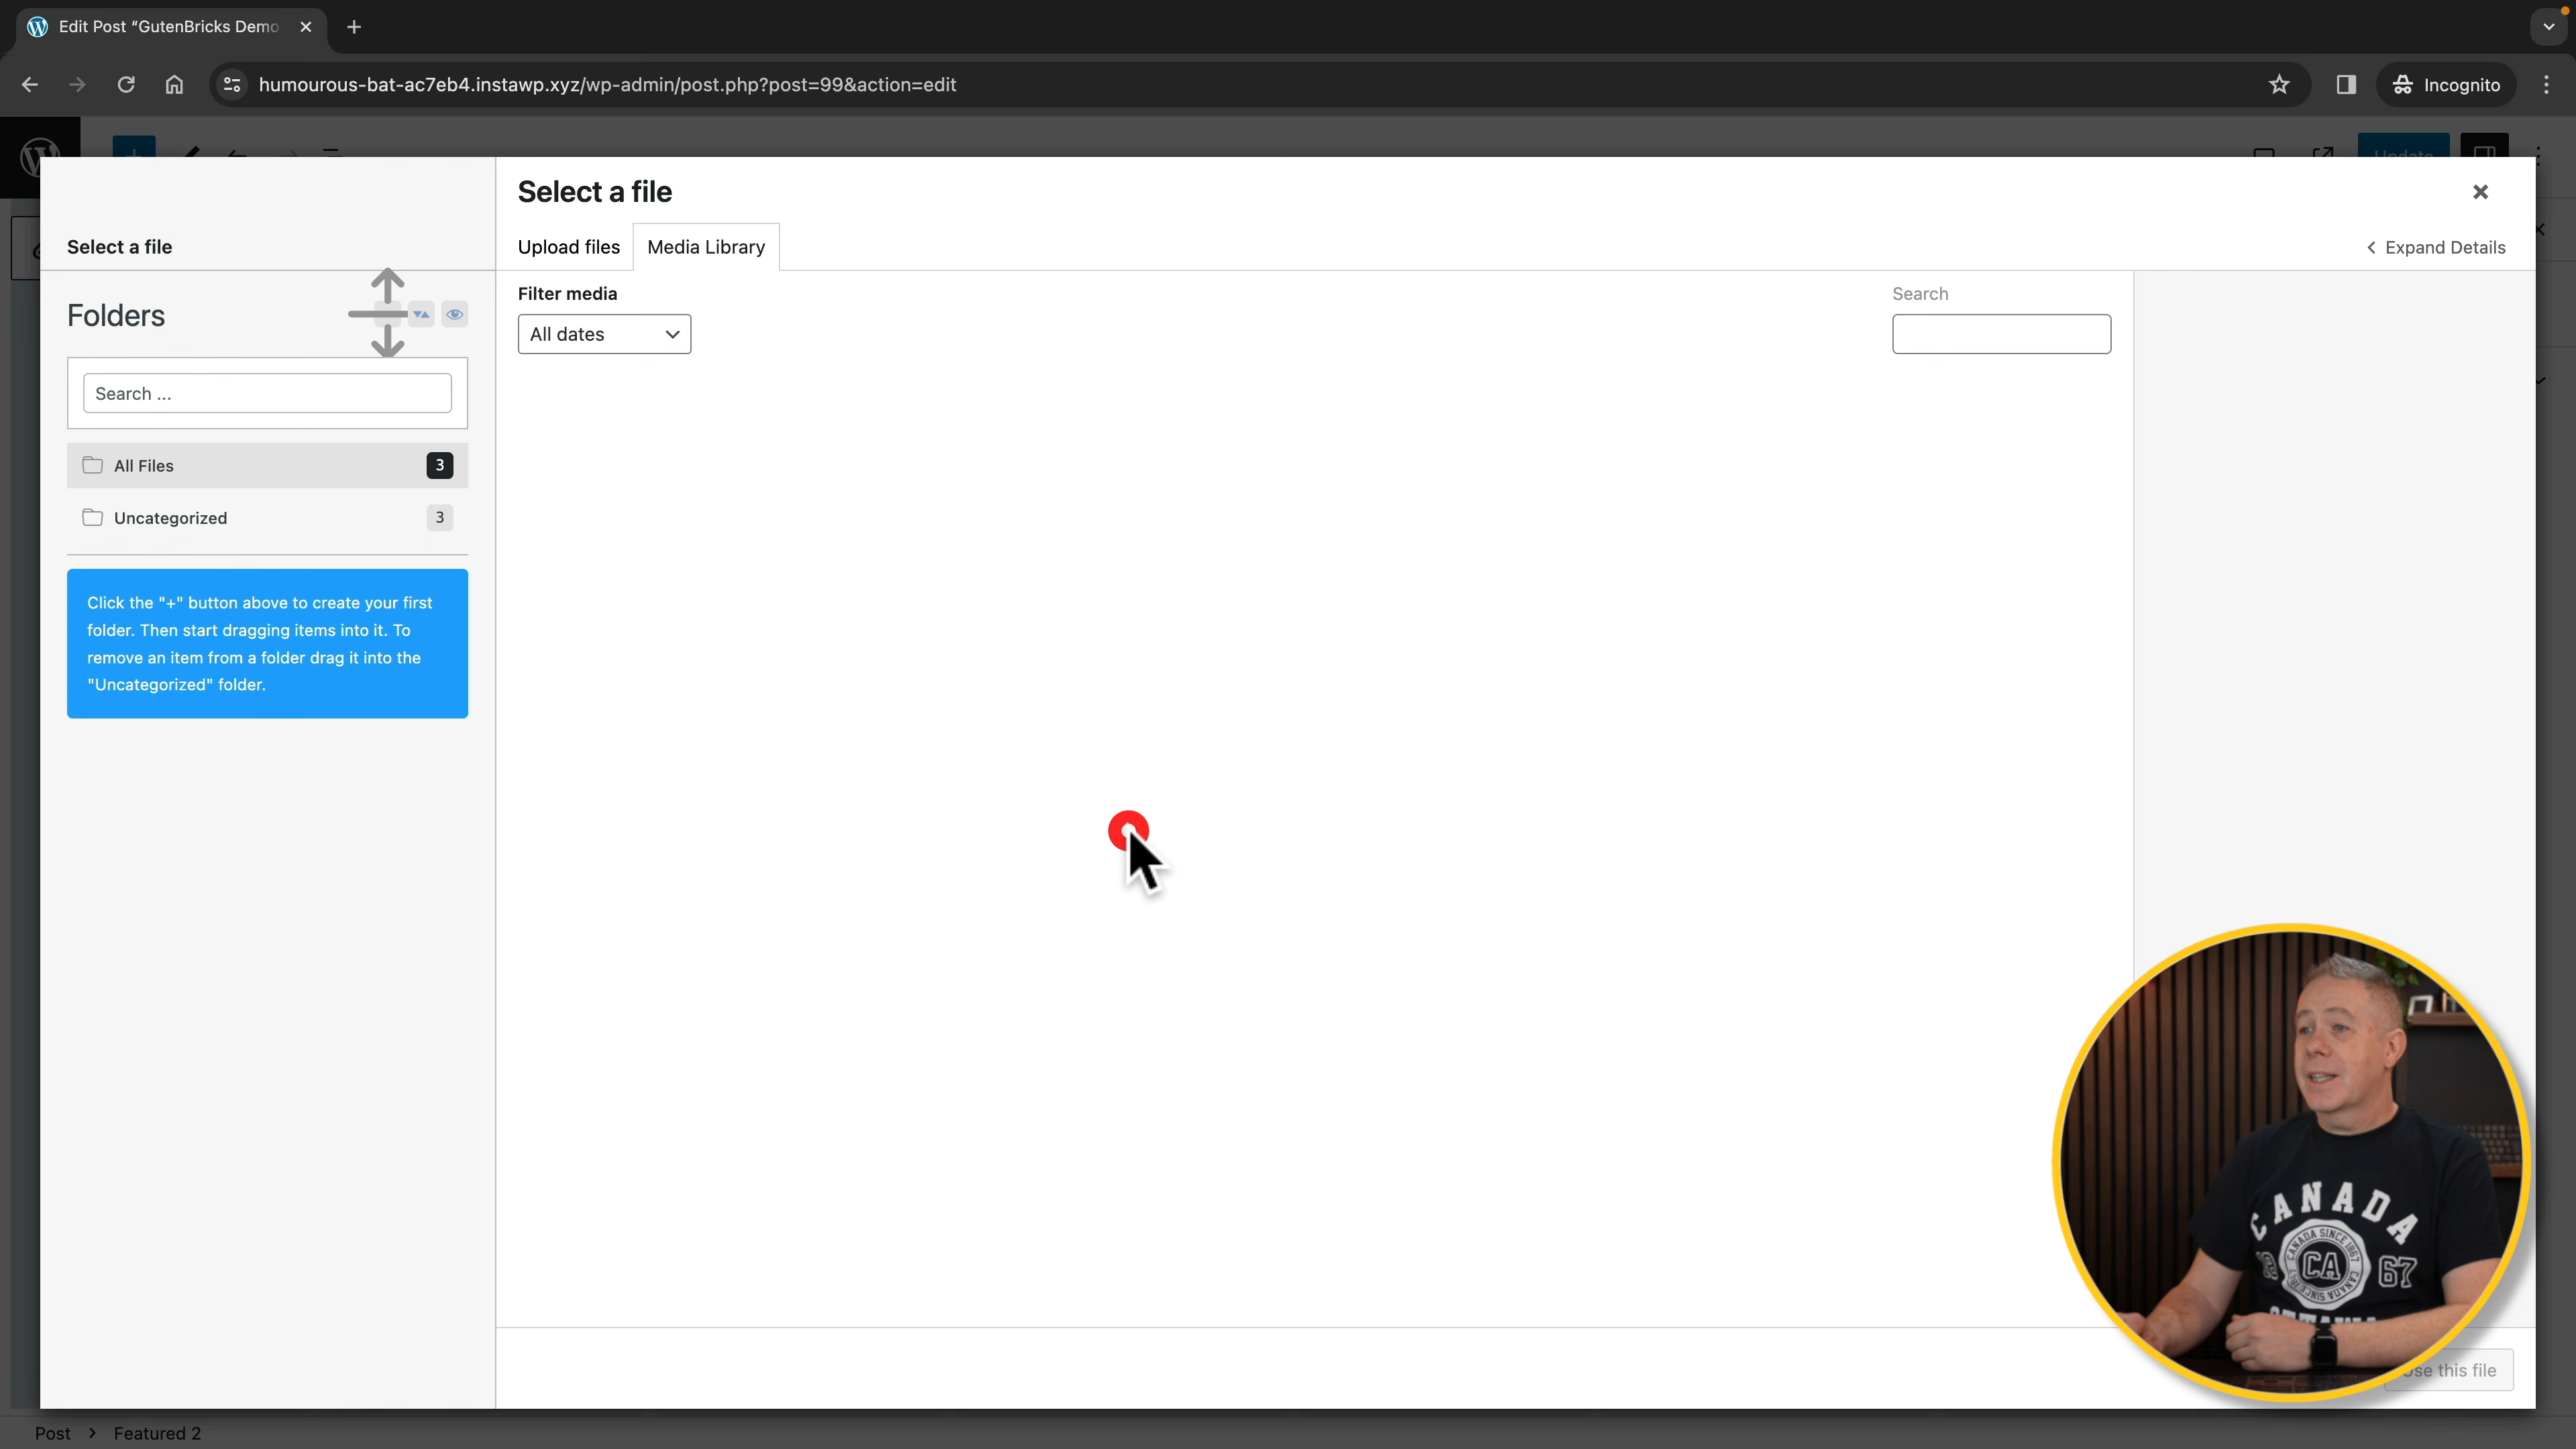 Edit Post “GutenBricks Demo
humourous-bat-ac7eb4.instawp.xyz/wp-admin/post.php?post=99&action=edit
Incognito
Select a file
Select a file
Upload files
Media Library
Expand Details
Folders
Filter media
All dates
Search
Search ...
All Files
3
Uncategorized
3
Click the "+" button above to create your first
folder. Then start dragging items into it. To
remove an item from a folder drag it into the
"Uncategorized" folder.
CANADA
CANADA SINCE 1867
CA
67
this file
Post > Featured 2